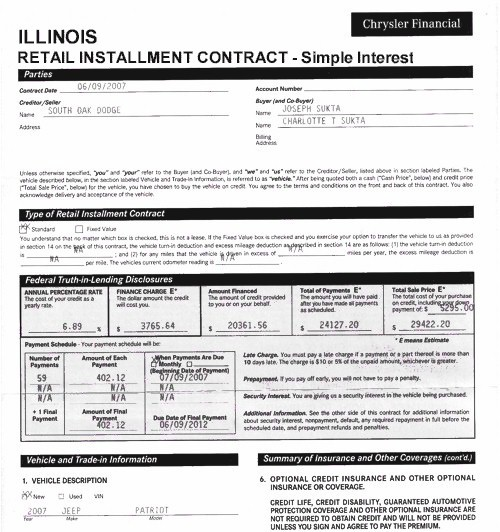 Chrysler Financial
ILLINOIS
RETAIL INSTALLMENT CONTRACT - Simple Interest
Parties
Contract Date 06/09/2007
Account Number
Creditor/Seller
Buyer (and Co-Buyer)
Name SOUTH OAK DODGE
Name JOSEPH SUKTA
Name CHARLOTTE T SUKTA
Address
Billing Address
Unless otherwise specified, "you" and "your" refer to the Buyer (and Co-Buyer), and "we" and "us" refer to the Creditor/Seller, listed above in section labeled Parties. The
vehicle described below, in the section labeled Vehicle and Trade-in Information, is referred to as "vehicle." After being quoted both a cash ("Cash Price", below) and credit price
("Total Sale Price", below) for the vehicle, you have chosen to buy the vehicle on credit. You agree to the terms and conditions on the front and back of this contract. You also
acknowledge delivery and acceptance of the vehicle.
Type of Retail Installment Contract
XX Standard ☐ Fixed Value
You understand that no matter which box is checked, this is not a lease. If the Fixed Value box is checked and you exercise your option to transfer the vehicle to us as provided
in section 14 on the back of this contract, the vehicle turn-in deduction and excess mileage deduction as described in section 14 are as follows: (1) the vehicle turn-in deduction
is N/A ; and (2) for any miles that the vehicle is driven in excess of N/A miles per year, the excess mileage deduction is
NA per mile. The vehicles current odometer reading is N/A
Federal Truth-in-Lending Disclosures
ANNUAL PERCENTAGE RATE
The cost of your credit as a
yearly rate.
6.89 %
FINANCE CHARGE E*
The dollar amount the credit
will cost you.
$ 3765.64
Amount Financed
The amount of credit provided
to you or on your behalf.
$ 20361.56
Total of Payments E*
The amount you will have paid
after you have made all payments
as scheduled.
$ 24127.20
Total Sale Price E*
The total cost of your purchase
on credit, including your down
payment of: $ 5295.00
$ 29422.20
* E means Estimate
Payment Schedule - Your payment schedule will be:
Number of Payments
Amount of Each Payment
When Payments Are Due
Monthly ☐
(Beginning Date of Payment)
59 402.12 07/09/2007
N/A N/A N/A
N/A N/A N/A
+ 1 Final Payment
Amount of Final Payment
402.12
Due Date of Final Payment
06/09/2012
Late Charge. You must pay a late charge if a payment or a part thereof is more than
10 days late. The charge is $10 or 5% of the unpaid amount, whichever is greater.
Prepayment. If you pay off early, you will not have to pay a penalty.
Security Interest. You are giving us a security interest in the vehicle being purchased.
Additional Information. See the other side of this contract for additional information
about security interest, nonpayment, default, any required repayment in full before the
scheduled date, and prepayment refunds and penalties.
Vehicle and Trade-in Information
1. VEHICLE DESCRIPTION
XX New ☐ Used VIN
2007 JEEP PATRIOT
Year Make Model
Summary of Insurance and Other Coverages (cont'd.)
6. OPTIONAL CREDIT INSURANCE AND OTHER OPTIONAL
INSURANCE OR COVERAGE.
CREDIT LIFE, CREDIT DISABILITY, GUARANTEED AUTOMOTIVE
PROTECTION COVERAGE AND OTHER OPTIONAL INSURANCE ARE
NOT REQUIRED TO OBTAIN CREDIT AND WILL NOT BE PROVIDED
UNLESS YOU SIGN AND AGREE TO PAY THE PREMIUM.